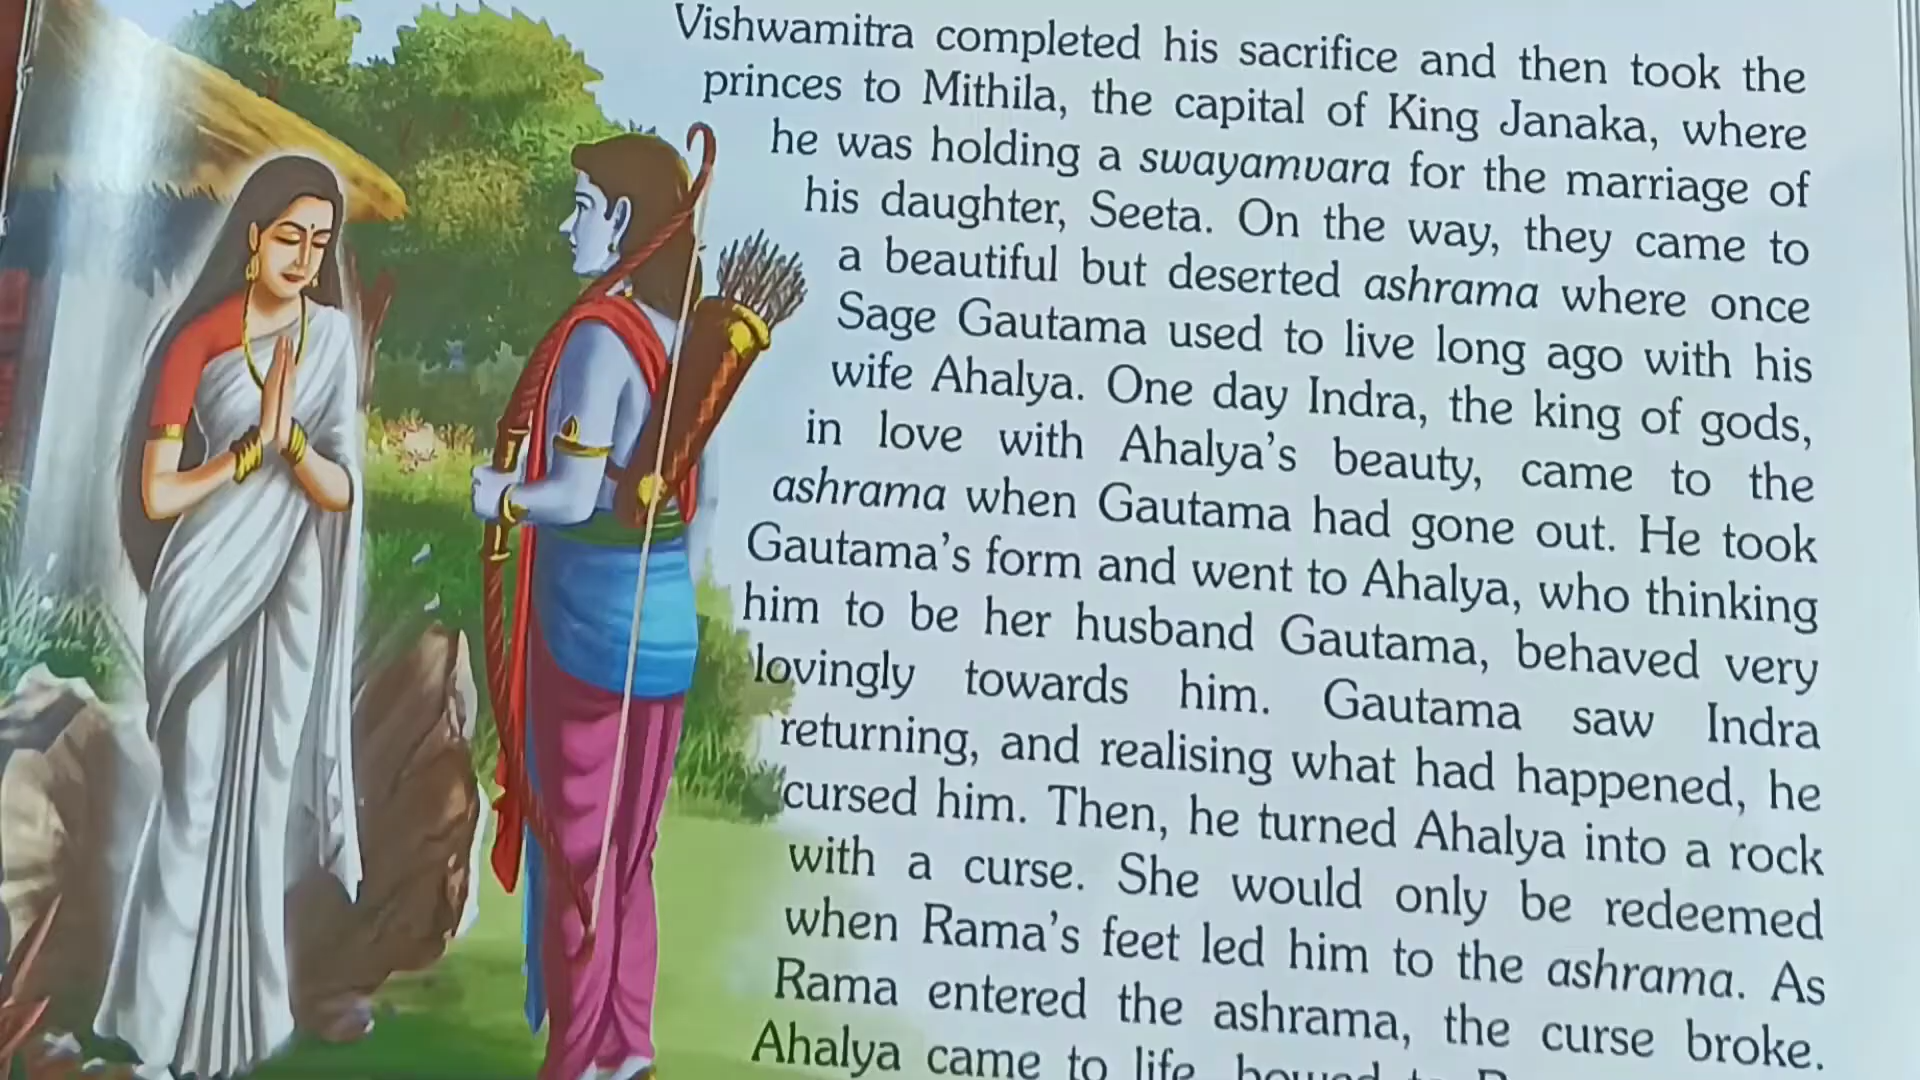 Vishwamitra completed his sacrifice and then took the
princes to Mithila, the capital of King Janaka, where
he was holding a swayamvara for the marriage of
his daughter, Seeta. On the way, they came to
a beautiful but deserted ashrama where once
Sage Gautama used to live long ago with his
wife Ahalya. One day Indra, the king of gods,
in love with Ahalya's beauty, came to the
ashrama when Gautama had gone out. He took
Gautama's form and went to Ahalya, who thinking
him to be her husband Gautama, behaved very
lovingly towards him. Gautama saw Indra
returning, and realising what had happened, he
cursed him. Then, he turned Ahalya into a rock
with a curse. She would only be redeemed
when Rama's feet led him to the ashrama. As
Rama entered the ashrama, the curse broke.
Ahalya came to life, bowed to